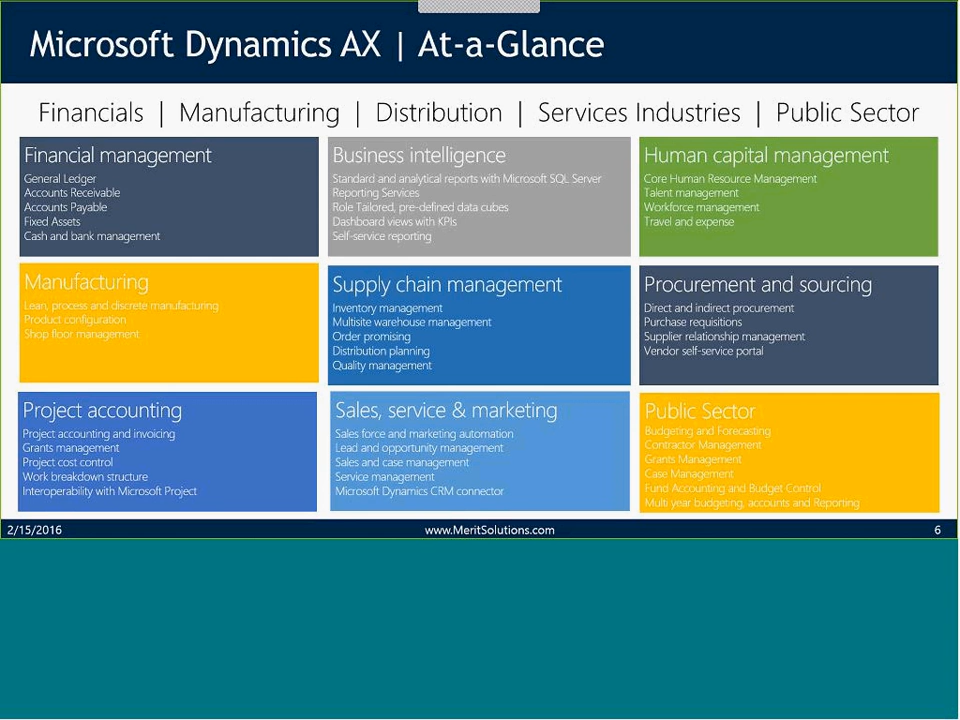 Microsoft Dynamics AX | At-a-Glance
Financials | Manufacturing | Distribution | Services Industries | Public Sector
Financial management
General Ledger
Accounts Receivable
Accounts Payable
Fixed Assets
Cash and bank management
Business intelligence
Standard and analytical reports with Microsoft SQL Server
Reporting Services
Role Tailored, pre-defined data cubes
Dashboard views with KPIs
Self-service reporting
Human capital management
Core Human Resource Management
Talent management
Workforce management
Travel and expense
Manufacturing
Lean, process and discrete manufacturing
Product configuration
Shop floor management
Supply chain management
Inventory management
Multisite warehouse management
Order promising
Distribution planning
Quality management
Procurement and sourcing
Direct and indirect procurement
Purchase requisitions
Supplier relationship management
Vendor self-service portal
Project accounting
Project accounting and invoicing
Grants management
Project cost control
Work breakdown structure
Interoperability with Microsoft Project
Sales, service & marketing
Sales force and marketing automation
Lead and opportunity management
Sales and case management
Service management
Microsoft Dynamics CRM connector
Public Sector
Budgeting and Forecasting
Contractor Management
Grants Management
Case Management
Fund Accounting and Budget Control
Multi year budgeting, accounts and Reporting
2/15/2016
www.MeritSolutions.com
6